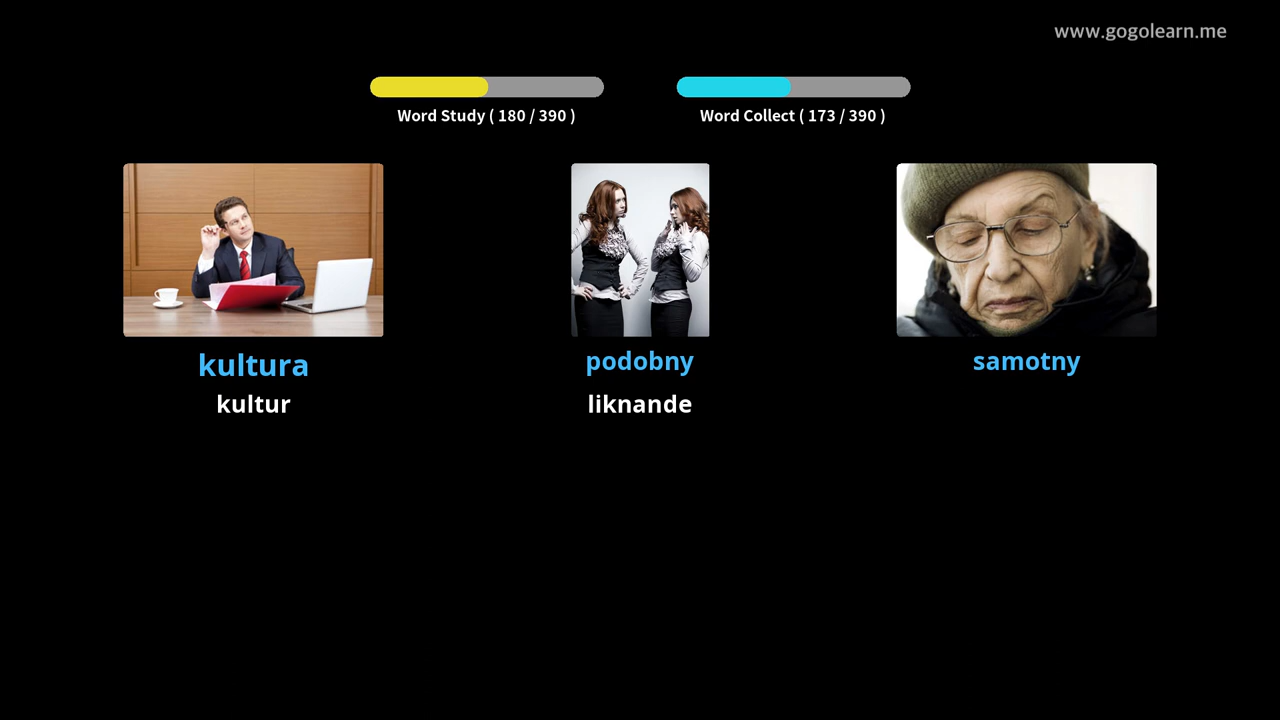 www.gogolearn.me
Word Study ( 180 / 390 )
Word Collect ( 173 / 390 )
kultura
podobny
samotny
kultur
liknande